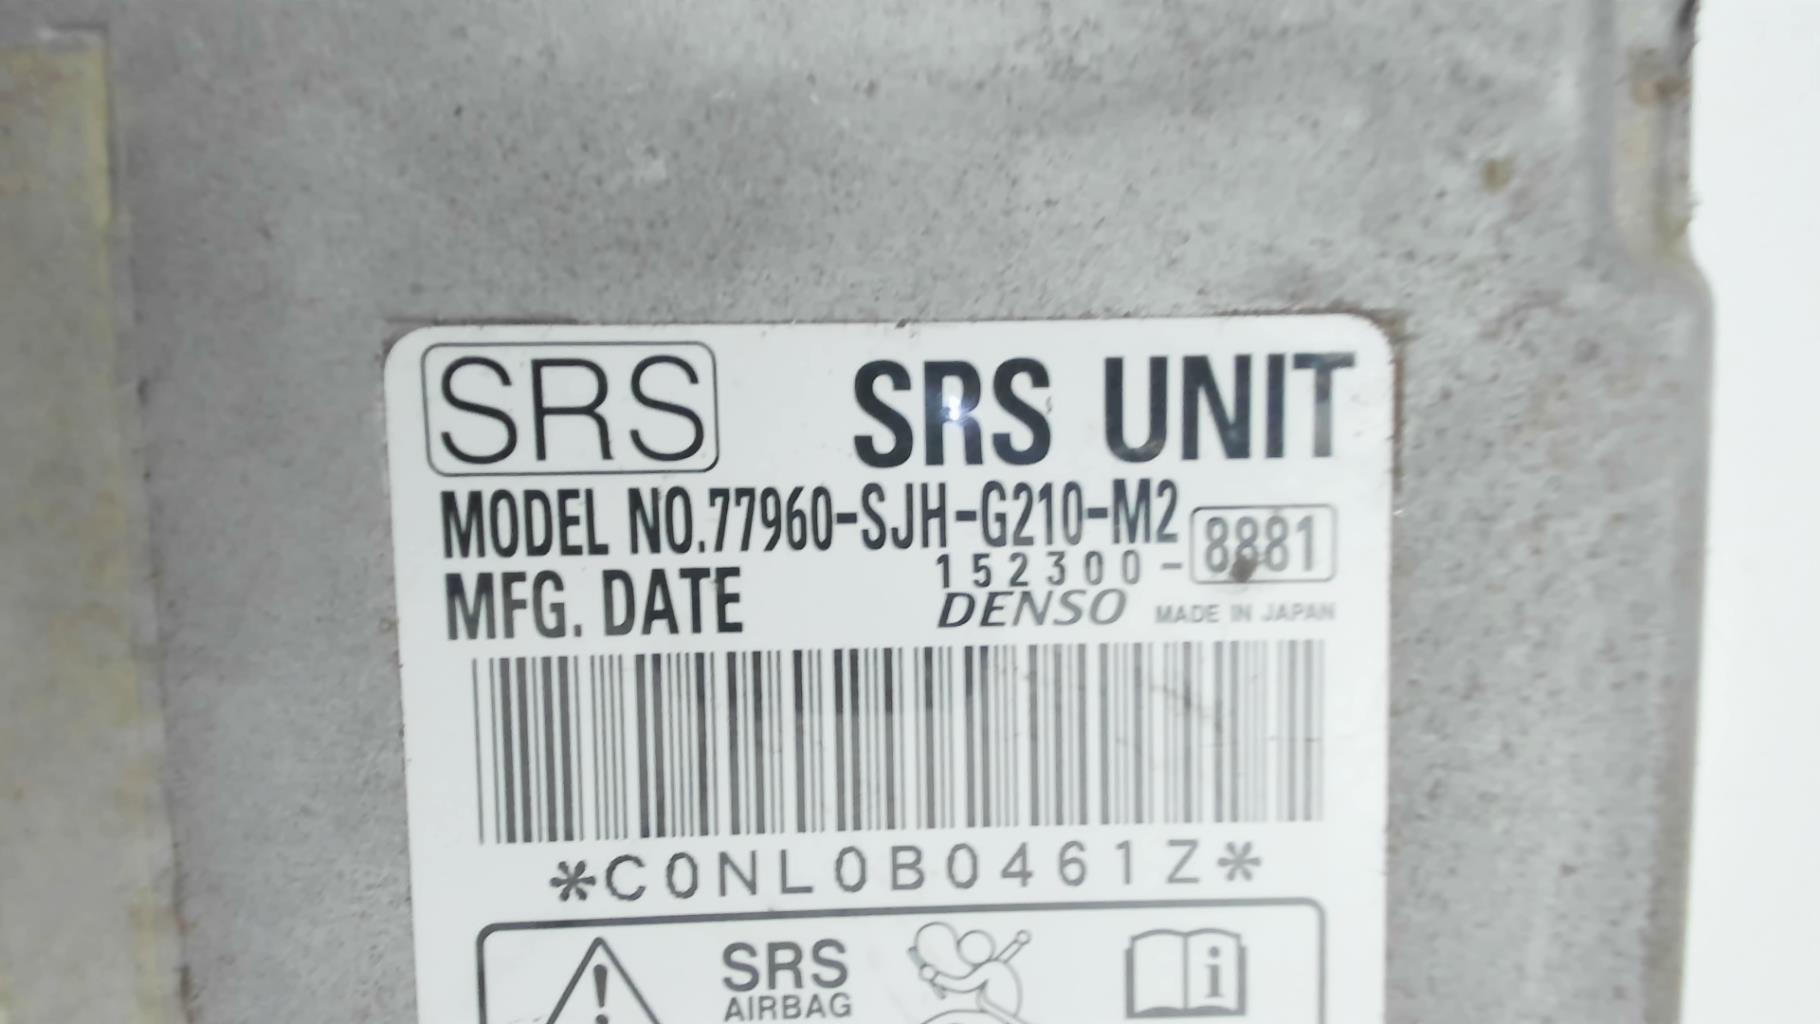 SRS SRS UNIT
MODEL NO.77960-SJH-G210-M2
152300-8881
MFG. DATE DENSO MADE IN JAPAN
*C0NL0B0461Z*
! SRS i
AIRBAG